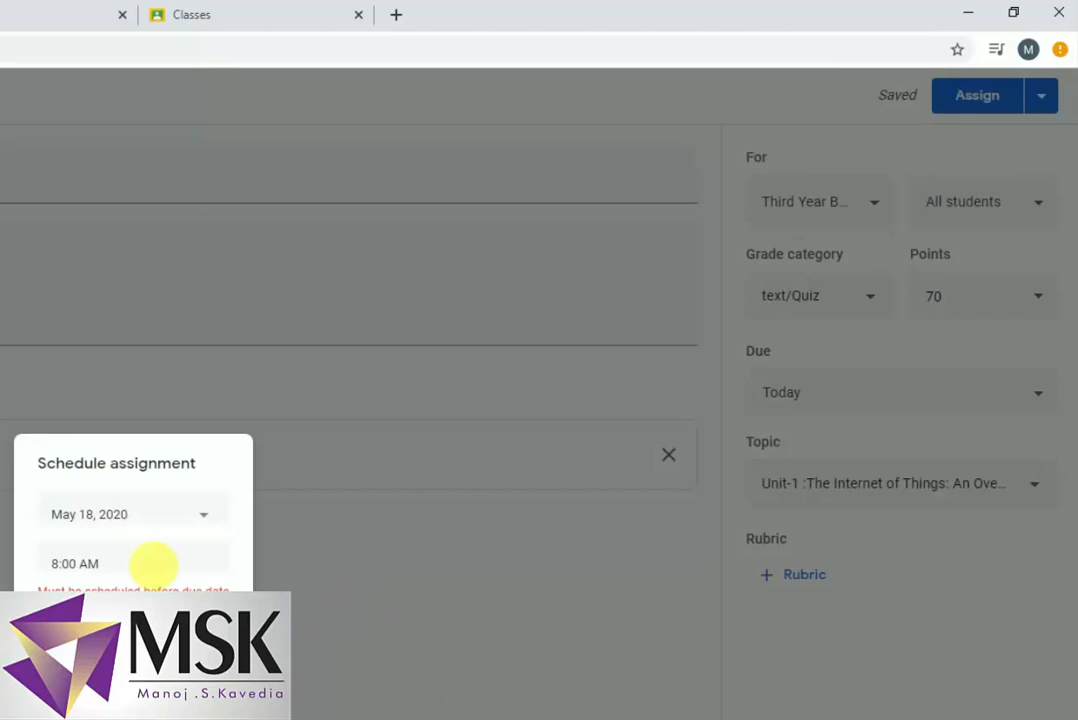 Classes
M
Saved
Assign
For
Third Year B...
All students
Grade category
Points
text/Quiz
70
Due
Today
Topic
Unit-1 :The Internet of Things: An Ove...
Rubric
Rubric
Schedule assignment
May 18, 2020
8:00 AM
Must be scheduled before due date
MSK
Manoj .S.Kavedia